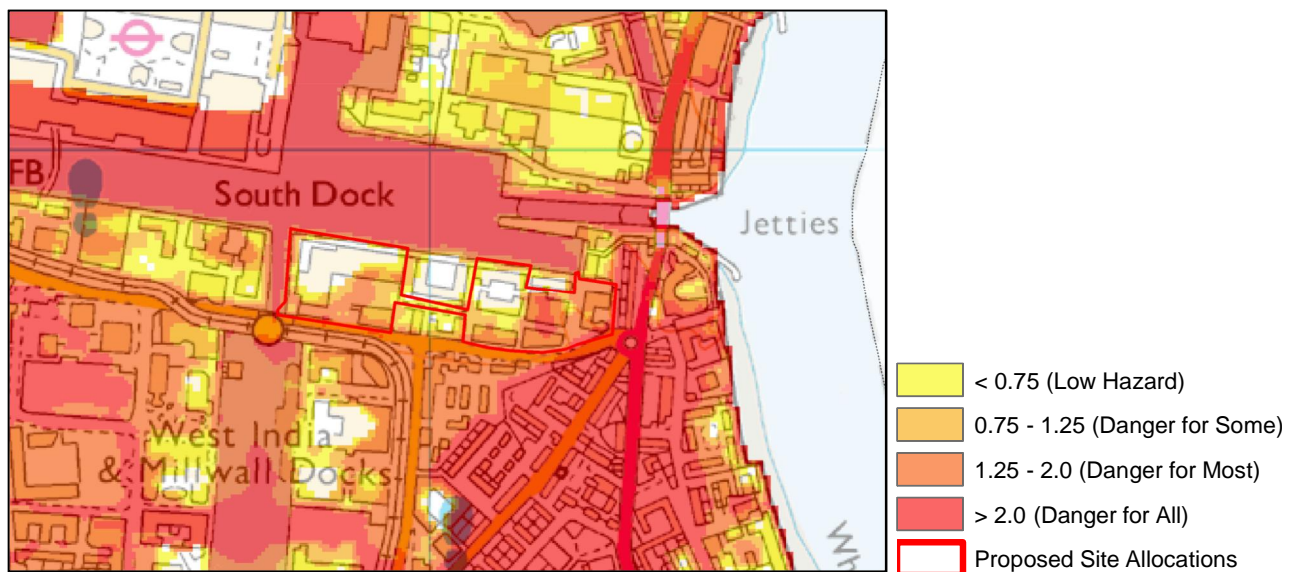 FB
South Dock
Jetties
West India
& Millwall Docks
Wh
< 0.75 (Low Hazard)
0.75 - 1.25 (Danger for Some)
1.25 - 2.0 (Danger for Most)
> 2.0 (Danger for All)
Proposed Site Allocations